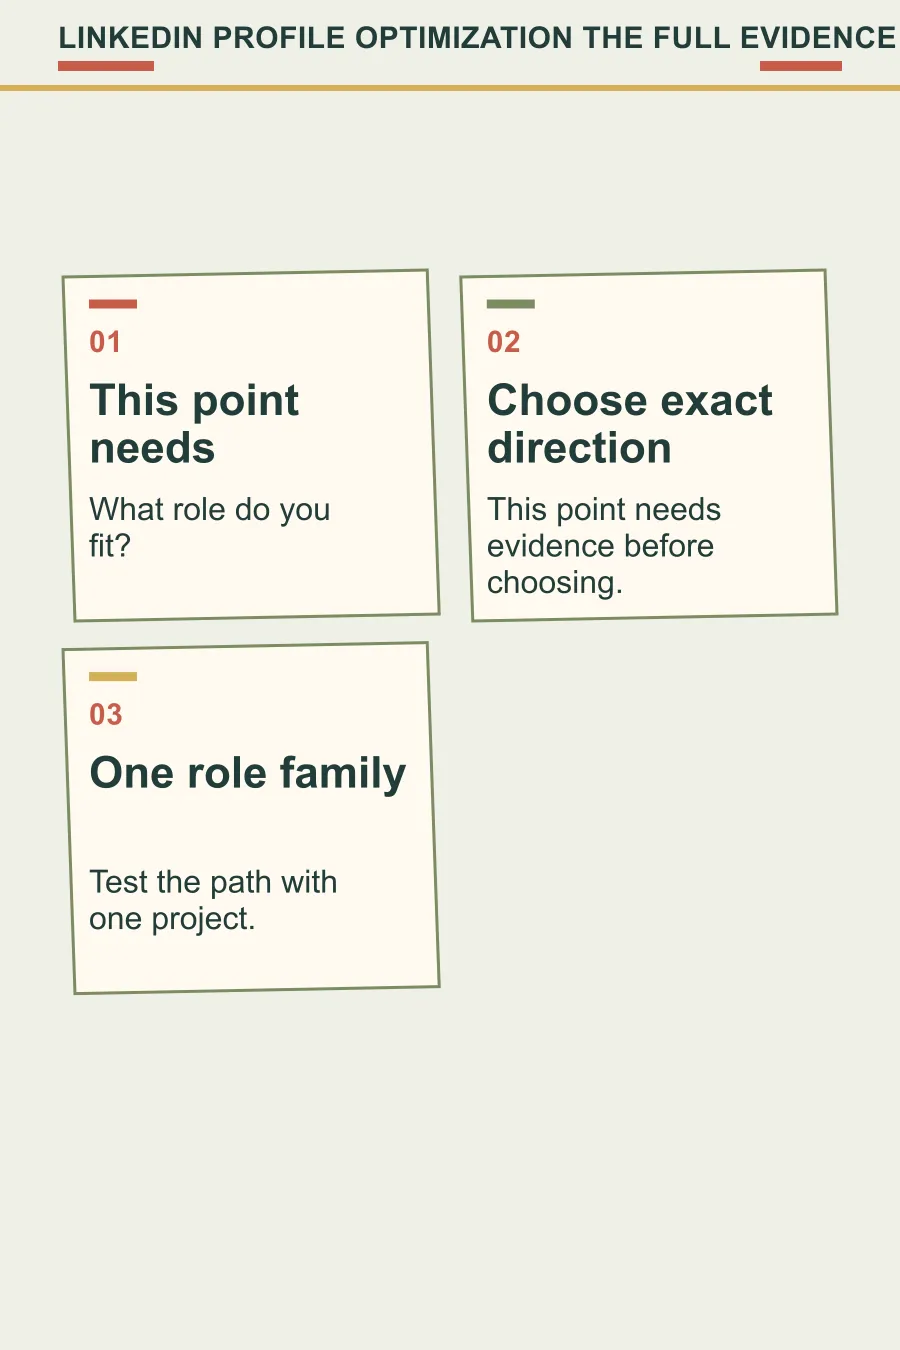 LINKEDIN PROFILE OPTIMIZATION THE FULL EVIDENCE
01
This point
needs
What role do you
fit?
02
Choose exact
direction
This point needs
evidence before
choosing.
03
One role family
Test the path with
one project.